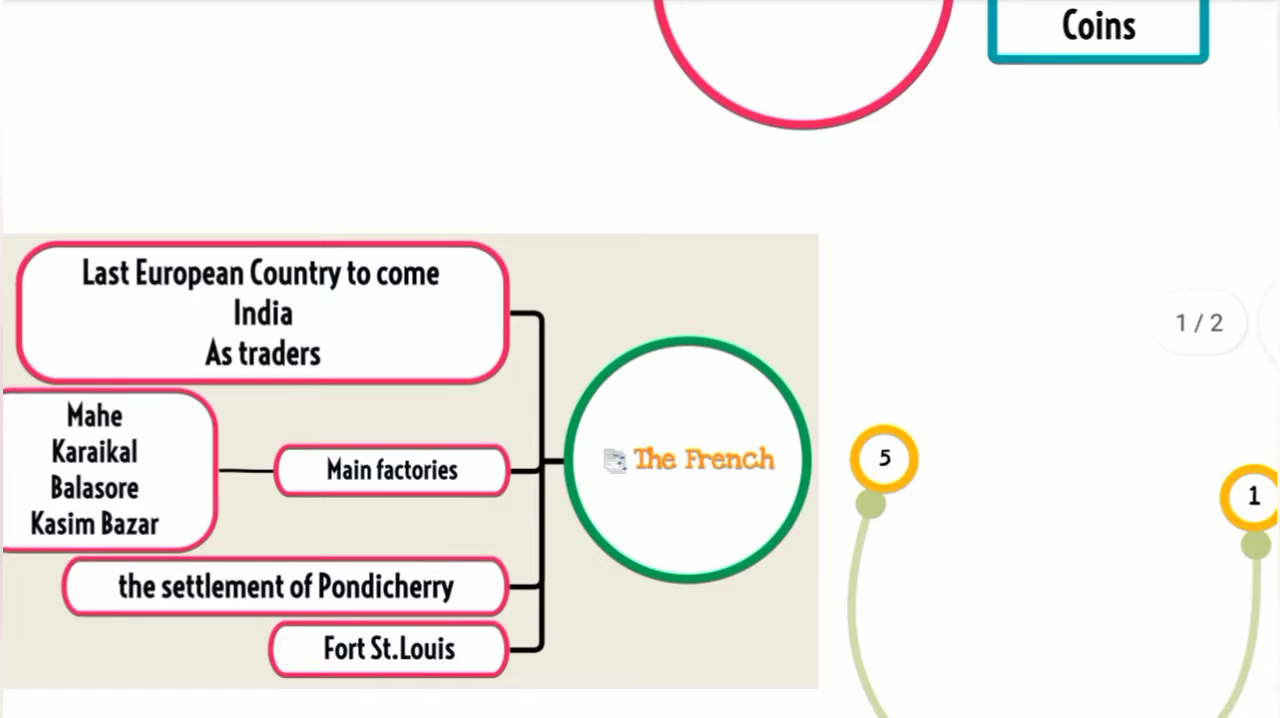 Coins
Last European Country to come
India
As traders
1 / 2
Mahe
Karaikal
Balasore
Kasim Bazar
Main factories
The French
5
1
the settlement of Pondicherry
Fort St.Louis